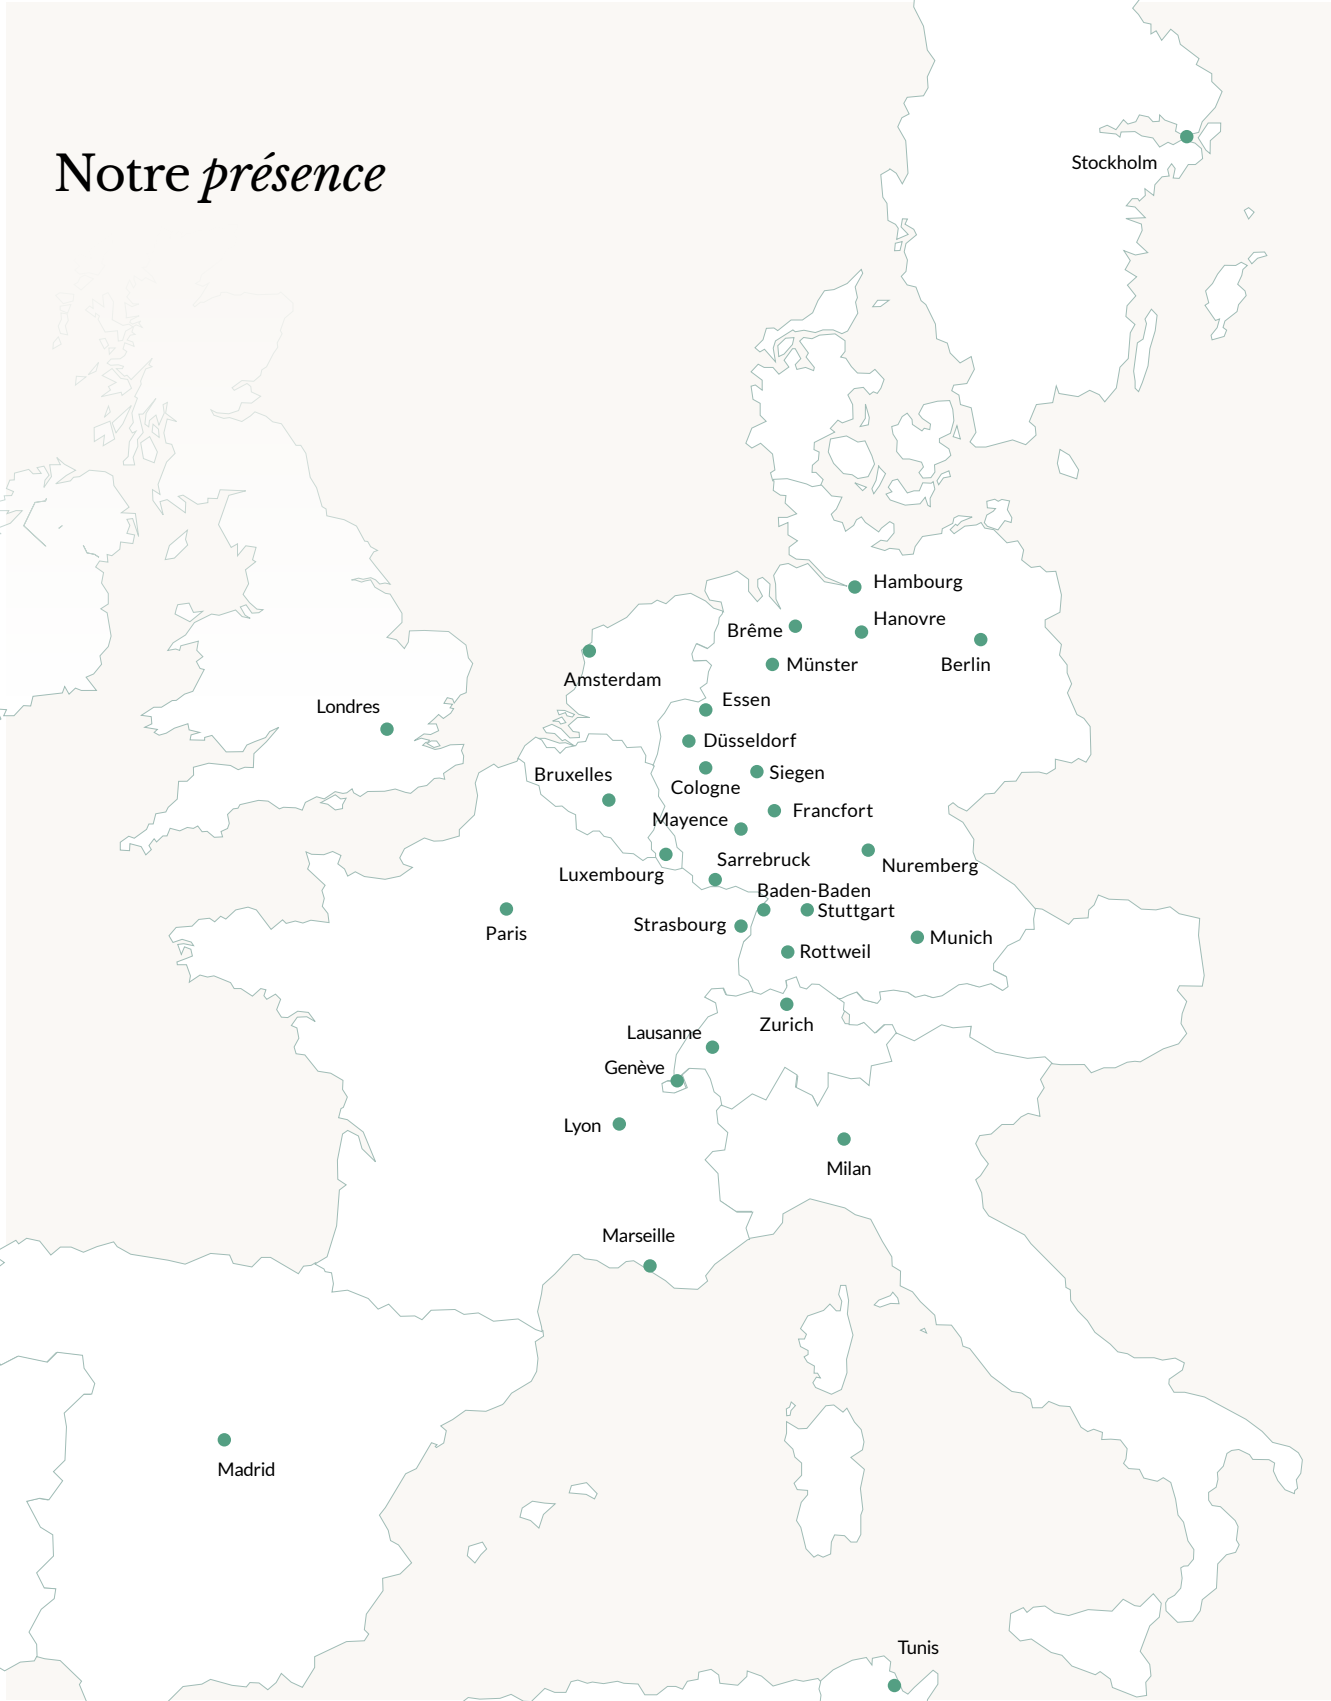 Notre présence
Stockholm
Hambourg
Hanovre
Brême
Berlin
Münster
Amsterdam
Essen
Londres
Düsseldorf
Siegen
Bruxelles
Cologne
Francfort
Mayence
Sarrebruck
Nuremberg
Luxembourg
Baden-Baden
Stuttgart
Strasbourg
Paris
Munich
Rottweil
Zurich
Lausanne
Genève
Lyon
Milan
Marseille
Madrid
Tunis